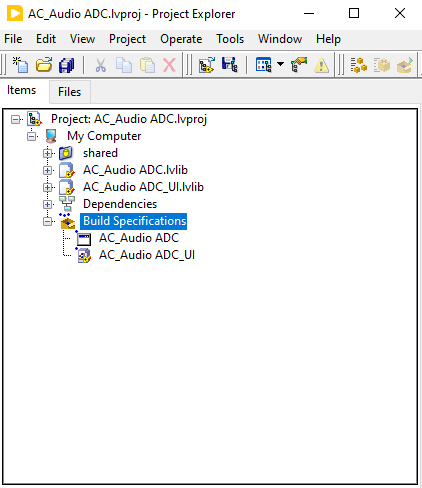 AC_Audio ADC.lvproj - Project Explorer
File Edit View Project Operate Tools Window Help
Items Files
Project: AC_Audio ADC.lvproj
My Computer
shared
AC_Audio ADC.lvlib
AC_Audio ADC_UI.lvlib
Dependencies
Build Specifications
AC_Audio ADC
AC_Audio ADC_UI